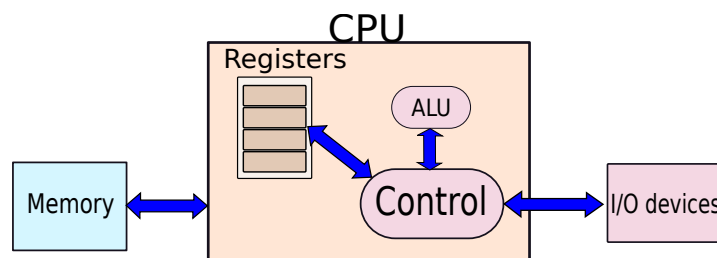 CPU
Registers
ALU
Memory
Control
I/O devices